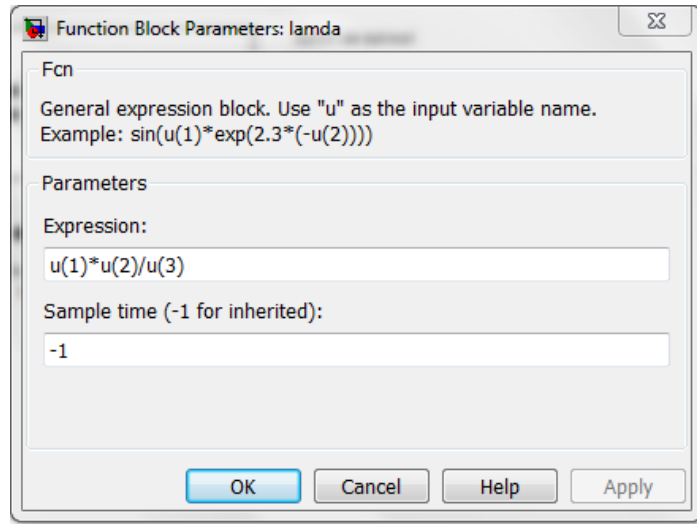 Function Block Parameters: lamda
Fcn
General expression block. Use "u" as the input variable name.
Example: sin(u(1)*exp(2.3*(-u(2))))
Parameters
Expression:
u(1)*u(2)/u(3)
Sample time (-1 for inherited):
-1
OK Cancel Help Apply